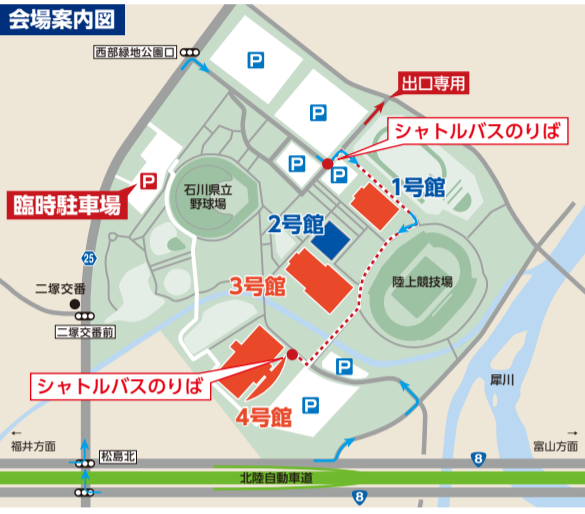 会場案内図
西部緑地公園口
P
P
出口専用
シャトルバスのりば
P
P
P
臨時駐車場
石川県立
野球場
1号館
2号館
25
3号館
陸上競技場
二塚交番
二塚交番前
P
シャトルバスのりば
P
4号館
犀川
←
福井方面
→
富山方面
松島北
8
北陸自動車道
8